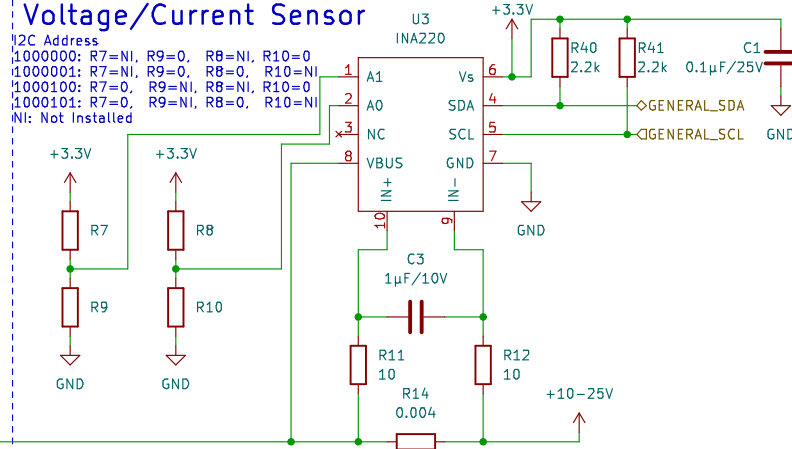 Voltage/Current Sensor
I2C Address
1000000: R7=NI, R9=0, R8=NI, R10=0
1000001: R7=NI, R9=0, R8=0, R10=NI
1000100: R7=0, R9=NI, R8=NI, R10=0
1000101: R7=0, R9=NI, R8=0, R10=NI
NI: Not Installed
U3
INA220
+3.3V
1 A1
2 A0
3 NC
8 VBUS
Vs 6
SDA 4
SCL 5
GND 7
IN+
10
IN-
9
R40
2.2k
R41
2.2k
C1
0.1µF/25V
GND
GENERAL_SDA
GENERAL_SCL
GND
+3.3V
+3.3V
R7
R8
R9
R10
GND
GND
C3
1µF/10V
R11
10
R12
10
R14
0.004
+10-25V